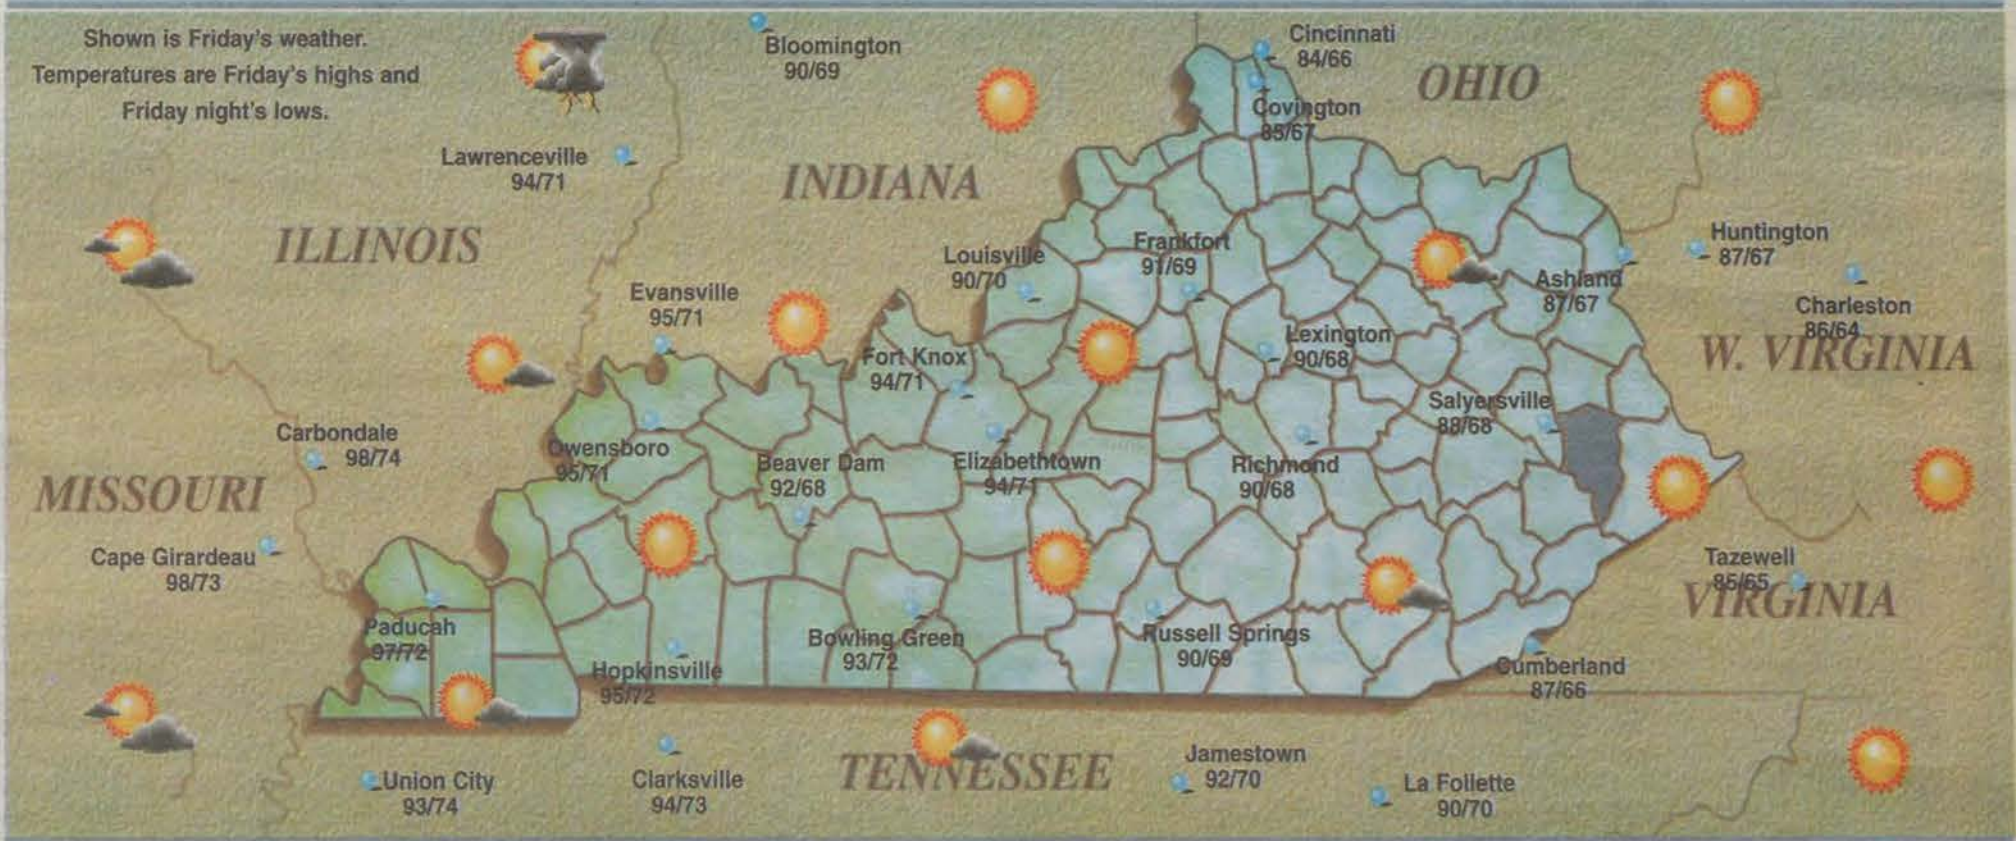 Shown is Friday's weather.
Temperatures are Friday's highs and
Friday night's lows.
Bloomington
90/69
Cincinnati
84/66
OHIO
Covington
85/67
Lawrenceville
94/71
INDIANA
ILLINOIS
Louisville
90/70
Frankfort
91/69
Huntington
87/67
Ashland
87/67
Charleston
86/64
W. VIRGINIA
Evansville
95/71
Fort Knox
94/71
Lexington
90/68
Salyersville
88/68
Carbondale
98/74
Owensboro
95/71
Beaver Dam
92/68
Elizabethtown
94/71
Richmond
90/68
MISSOURI
Cape Girardeau
98/73
Tazewell
85/65
VIRGINIA
Paducah
97/72
Hopkinsville
95/72
Bowling Green
93/72
Russell Springs
90/69
Cumberland
87/66
TENNESSEE
Union City
93/74
Clarksville
94/73
Jamestown
92/70
La Follette
90/70